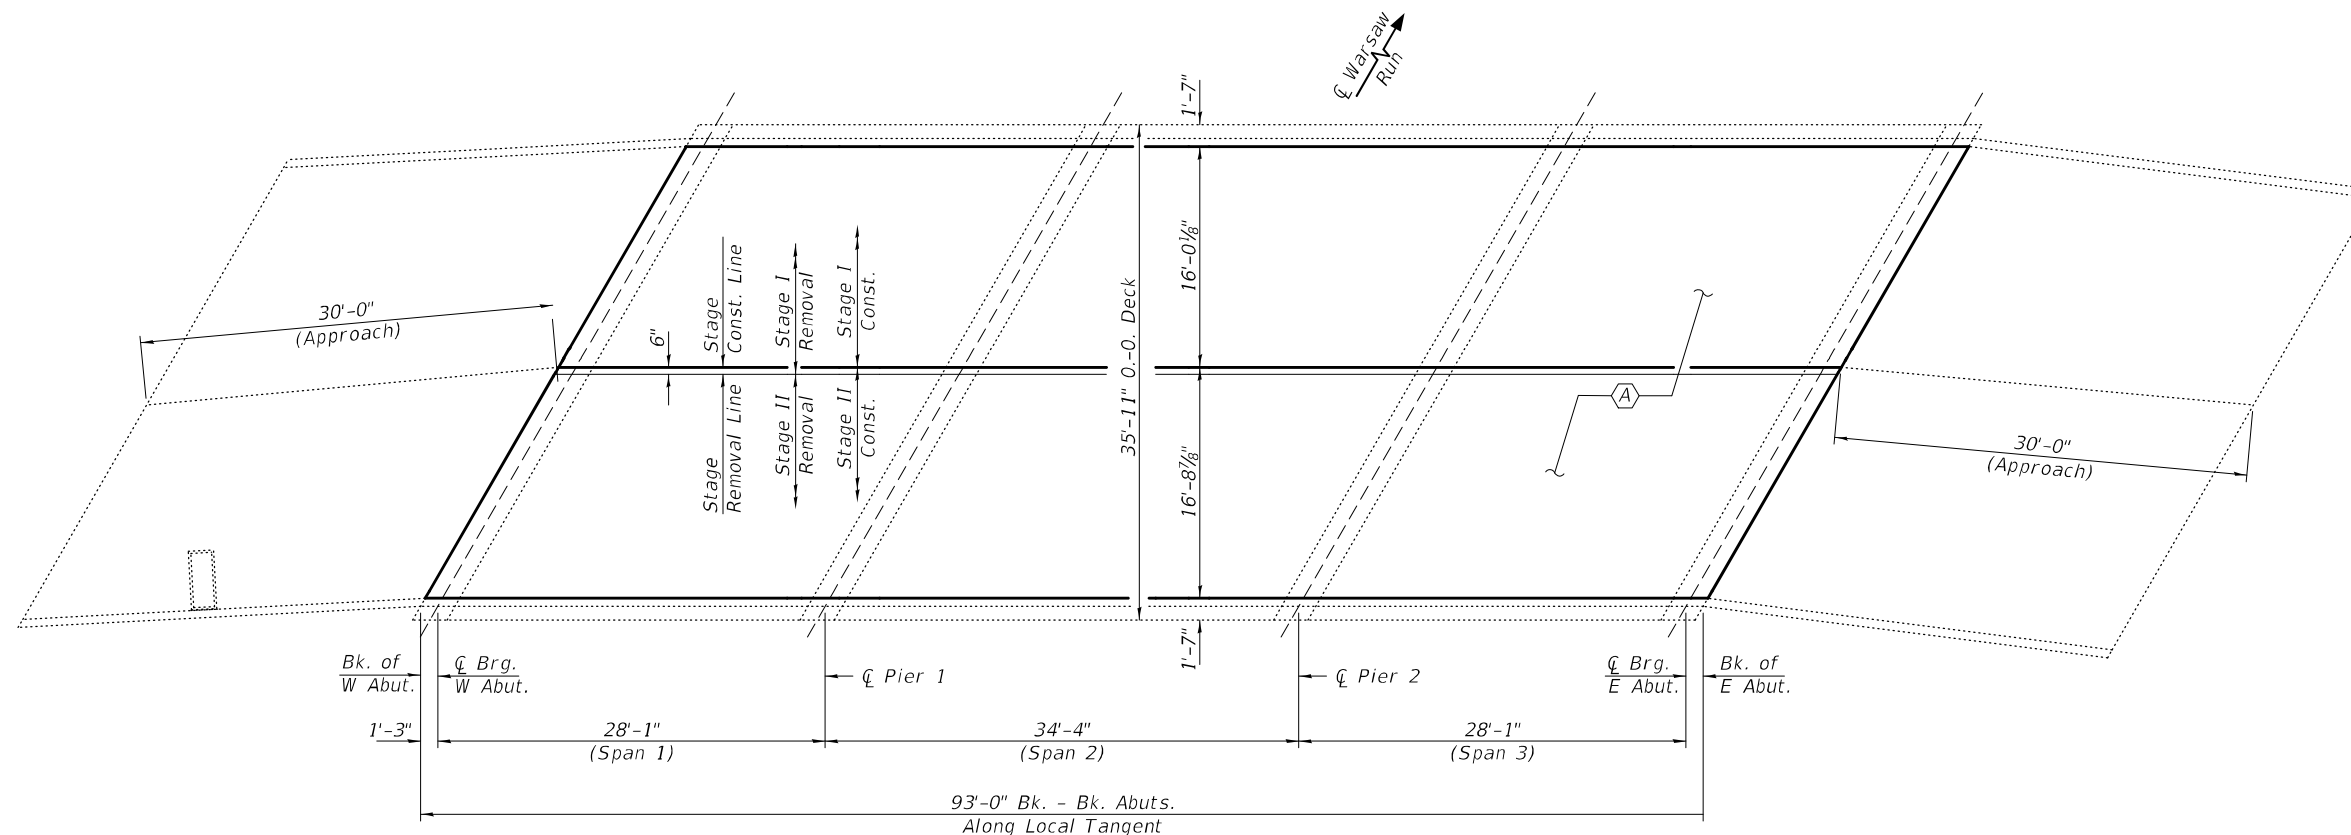 ℄ Warsaw
Run
N
1'-7"
30'-0"
(Approach)
6"
Stage
Const. Line
Stage I
Removal
Stage I
Const.
35'-11" O.-O. Deck
16'-0⅛"
Stage
Removal Line
Stage II
Removal
Stage II
Const.
16'-8⅞"
A
30'-0"
(Approach)
1'-7"
Bk. of
W Abut.
℄ Brg.
W Abut.
℄ Pier 1
℄ Pier 2
℄ Brg.
E Abut.
Bk. of
E Abut.
1'-3"
28'-1"
(Span 1)
34'-4"
(Span 2)
28'-1"
(Span 3)
93'-0" Bk. - Bk. Abuts.
Along Local Tangent